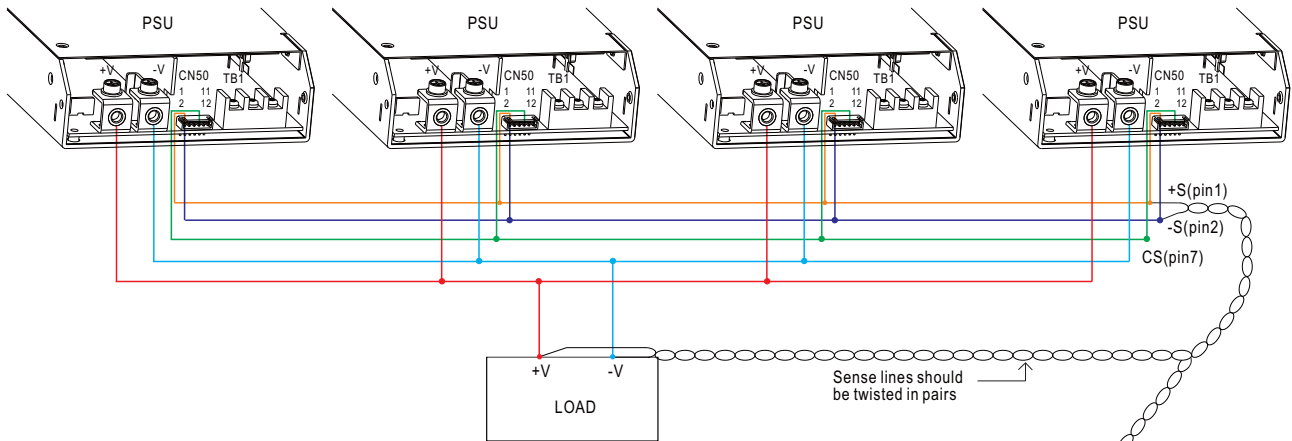 PSU PSU PSU PSU
+V -V CN50 TB1 1 11 2 12
+V -V CN50 TB1 1 11 2 12
+V -V CN50 TB1 1 11 2 12
+V -V CN50 TB1 1 11 2 12
+S(pin1)
-S(pin2)
CS(pin7)
+V -V
LOAD
Sense lines should
be twisted in pairs